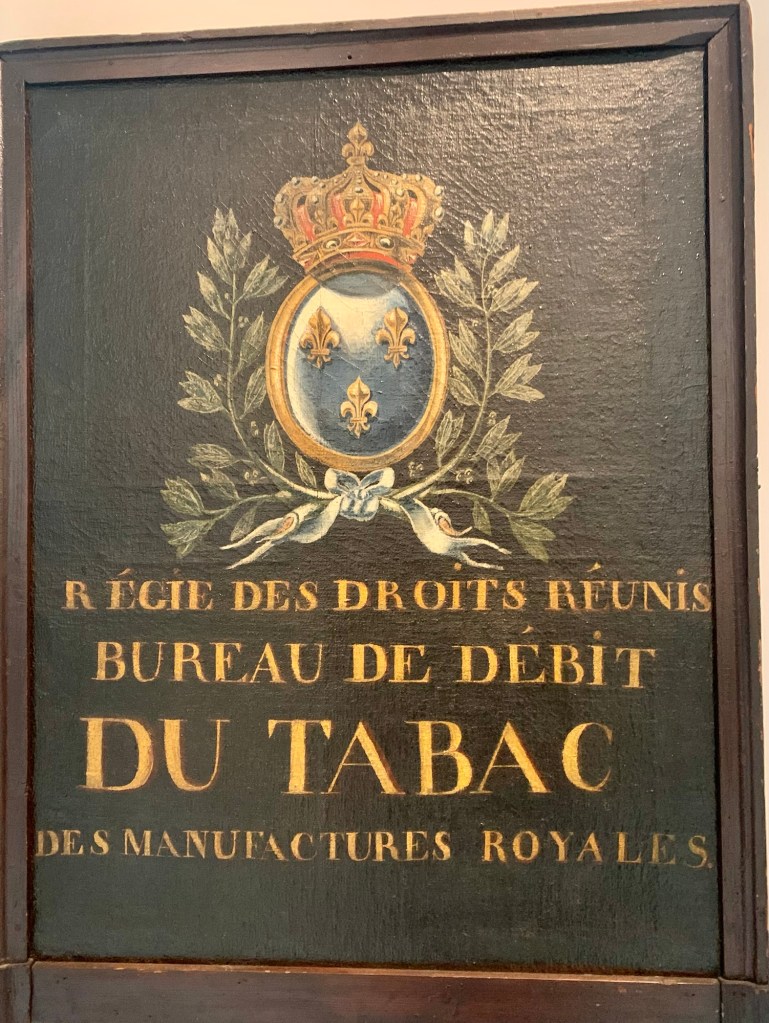 RÉGIE DES DROITS RÉUNIS
BUREAU DE DÉBIT
DU TABAC
DES MANUFACTURES ROYALES.